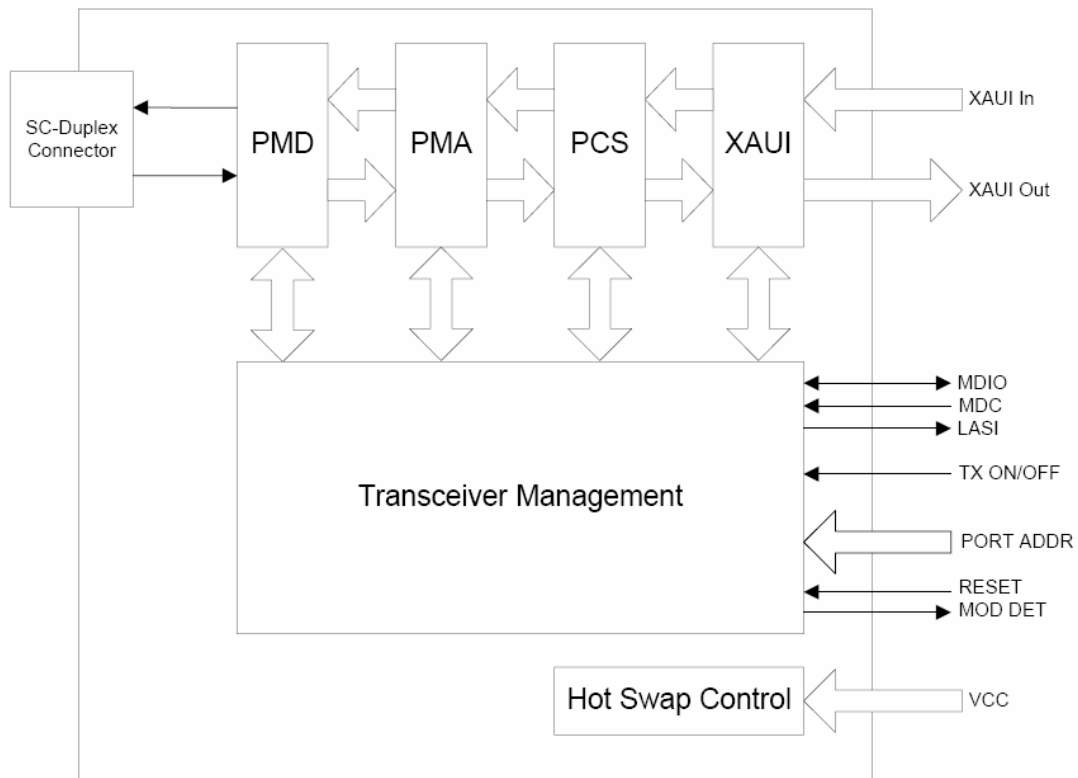 SC-Duplex
Connector
PMD
PMA
PCS
XAUI
XAUI In
XAUI Out
MDIO
MDC
LASI
TX ON/OFF
Transceiver Management
PORT ADDR
RESET
MOD DET
Hot Swap Control
VCC